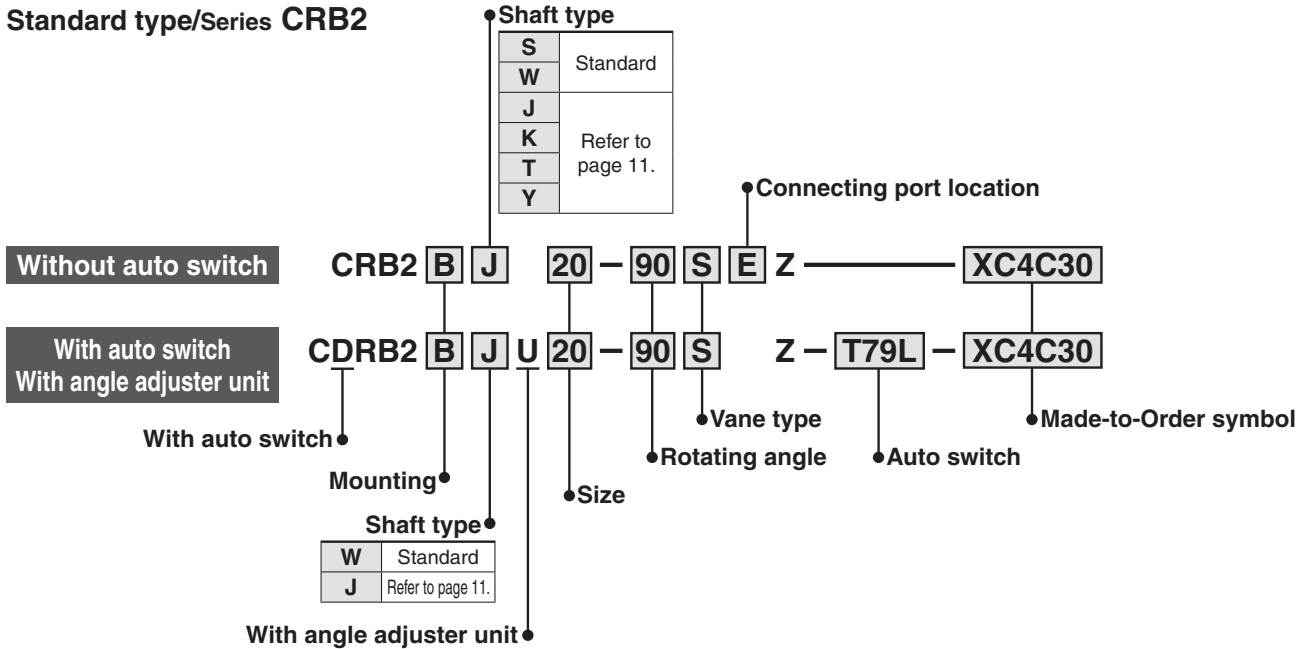 Standard type/Series CRB2
Shaft type
S
W
Standard
J
K
T
Y
Refer to
page 11.
Connecting port location
Without auto switch
CRB2 B J 20 – 90 S E Z – XC4C30
With auto switch
With angle adjuster unit
CDRB2 B J U 20 – 90 S Z – T79L – XC4C30
With auto switch
Mounting
Shaft type
W Standard
J Refer to page 11.
With angle adjuster unit
Size
Rotating angle
Vane type
Auto switch
Made-to-Order symbol